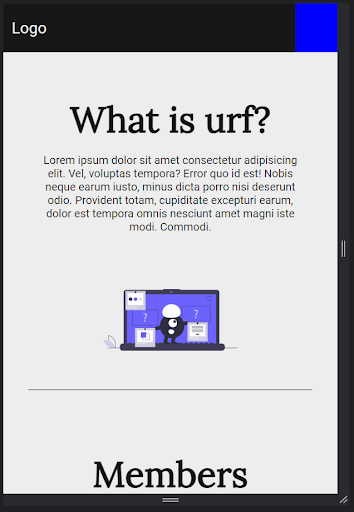 Logo
What is urf?
Lorem ipsum dolor sit amet consectetur adipisicing
elit. Vel, voluptas tempora? Error quo id est! Nobis
neque earum iusto, minus dicta porro nisi deserunt
odio. Provident totam, cupiditate excepturi earum,
dolor est tempora omnis nesciunt amet magni iste
modi. Commodi.
? ?
Members